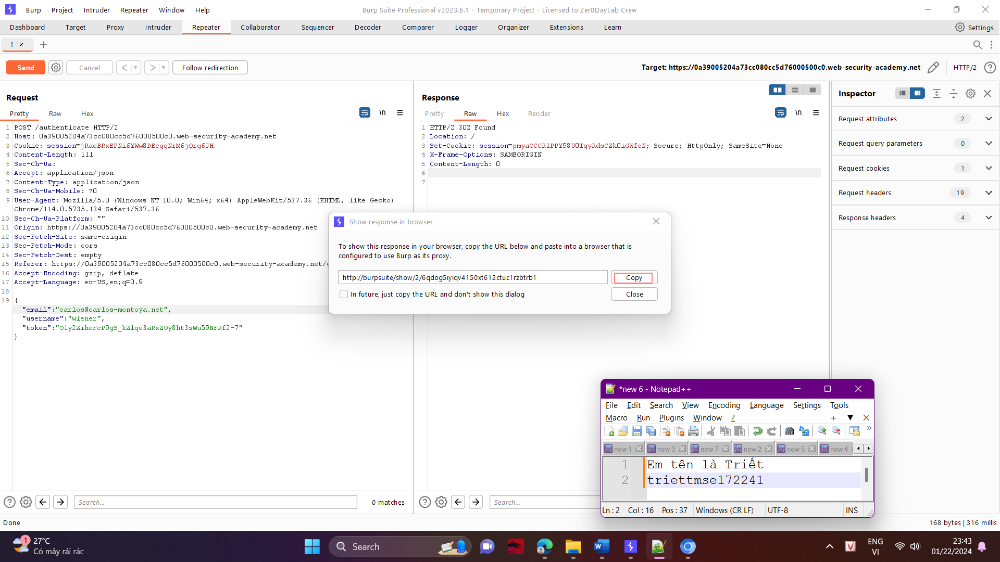 Burp Project Intruder Repeater Window Help
Burp Suite Professional v2023.6.1 - Temporary Project - Licensed to Zer0DayLab Crew
Dashboard Target Proxy Intruder Repeater Collaborator Sequencer Decoder Comparer Logger Organizer Extensions Learn
Settings
1 ×
Send Cancel Follow redirection
Target: https://0a39005204a73cc080cc5d76000500c0.web-security-academy.net HTTP/2
Request
Pretty Raw Hex \n
1 POST /authenticate HTTP/2
2 Host: 0a39005204a73cc080cc5d76000500c0.web-security-academy.net
3 Cookie: session=jRacBRxEPNi6YWw8DEcggNrM6jQrg6JH
4 Content-Length: 111
5 Sec-Ch-Ua:
6 Accept: application/json
7 Content-Type: application/json
8 Sec-Ch-Ua-Mobile: ?0
9 User-Agent: Mozilla/5.0 (Windows NT 10.0; Win64; x64) AppleWebKit/537.36 (KHTML, like Gecko)
Chrome/114.0.5735.134 Safari/537.36
10 Sec-Ch-Ua-Platform: ""
11 Origin: https://0a39005204a73cc080cc5d76000500c0.web-security-academy.net
12 Sec-Fetch-Site: same-origin
13 Sec-Fetch-Mode: cors
14 Sec-Fetch-Dest: empty
15 Referer: https://0a39005204a73cc080cc5d76000500c0.web-security-academy.net/
16 Accept-Encoding: gzip, deflate
17 Accept-Language: en-US,en;q=0.9
18
19 {
"email":"carlos@carlos-montoya.net",
"username":"wiener",
"token":"O1y2ZihoFcP9gS_kZlqe3aRxZOy8ht3sWu59NFRf2-7"
}
Search... 0 matches
Response
Pretty Raw Hex Render \n
1 HTTP/2 302 Found
2 Location: /
3 Set-Cookie: session=pmyaOCCRlPPY98U0TgyRdsCZk0iGWfeN; Secure; HttpOnly; SameSite=None
4 X-Frame-Options: SAMEORIGIN
5 Content-Length: 0
6
7
Search...
Inspector
Request attributes 2
Request query parameters 0
Request cookies 1
Request headers 19
Response headers 4
Show response in browser
To show this response in your browser, copy the URL below and paste into a browser that is
configured to use Burp as its proxy.
http://burpsuite/show/2/6qdog5iyiqv4150xt612ctuc1rzbtrb1 Copy
In future, just copy the URL and don't show this dialog Close
*new 6 - Notepad++
File Edit Search View Encoding Language Settings Tools
Macro Run Plugins Window ?
new 1 new 3 new 7 new 2 new 5 new 4
1 Em tên là Triết
2 triettmse172241
Ln : 2 Col : 16 Pos : 37 Windows (CR LF) UTF-8 INS
Done
168 bytes | 316 millis
1 27°C
Có mây rải rác
Search
ENG
VI
23:43
01/22/2024